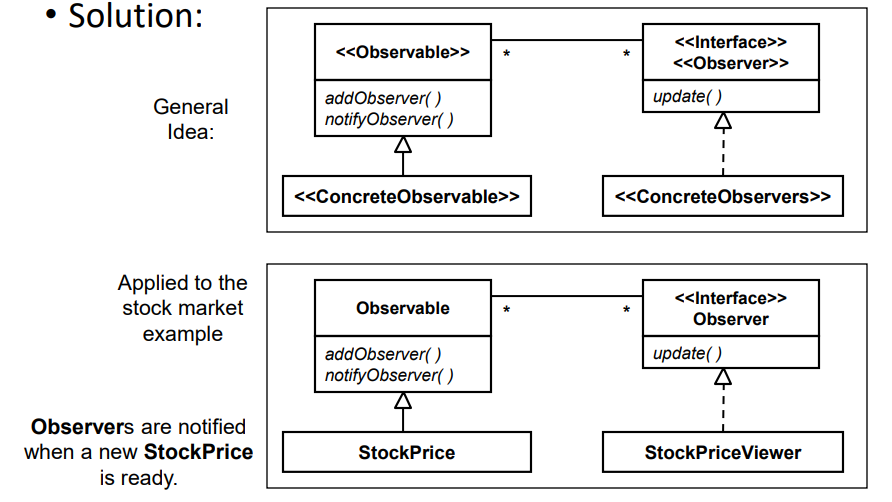 • Solution:
General
Idea:
<<Observable>>
addObserver( )
notifyObserver( )
*
*
<<Interface>>
<<Observer>>
update( )
<<ConcreteObservable>>
<<ConcreteObservers>>
Applied to the
stock market
example
Observable
addObserver( )
notifyObserver( )
*
*
<<Interface>>
Observer
update( )
Observers are notified
when a new StockPrice
is ready.
StockPrice
StockPriceViewer